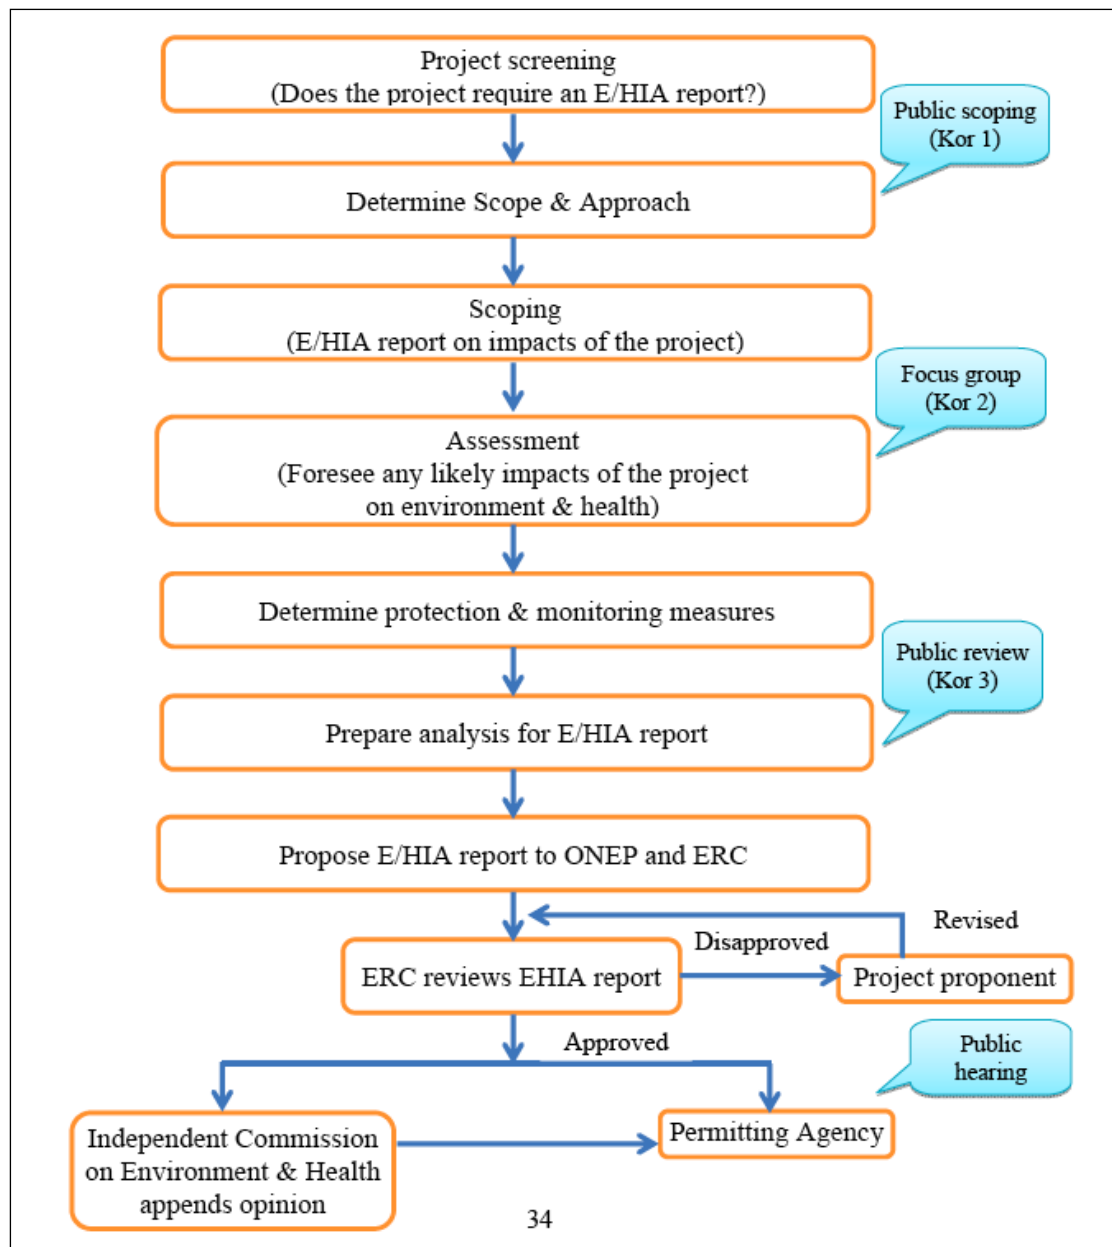 Project screening
(Does the project require an E/HIA report?)
Public scoping
(Kor 1)
Determine Scope & Approach
Scoping
(E/HIA report on impacts of the project)
Focus group
(Kor 2)
Assessment
(Foresee any likely impacts of the project
on environment & health)
Determine protection & monitoring measures
Public review
(Kor 3)
Prepare analysis for E/HIA report
Propose E/HIA report to ONEP and ERC
Revised
Disapproved
ERC reviews EHIA report
Project proponent
Approved
Public
hearing
Independent Commission
on Environment & Health
appends opinion
Permitting Agency
34